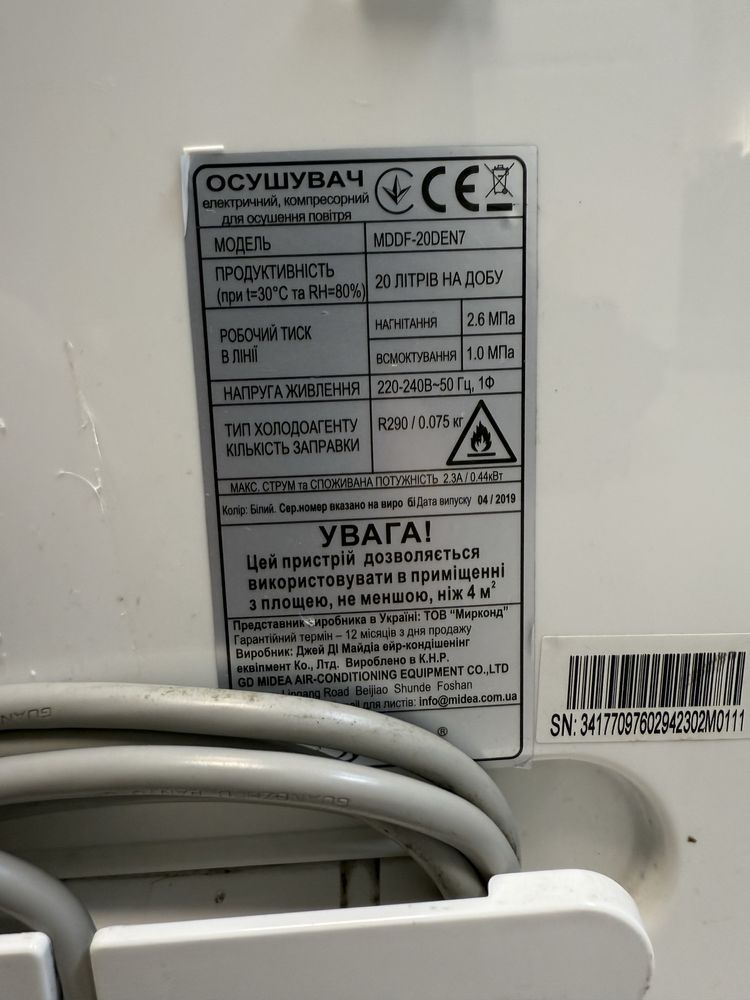 ОСУШУВАЧ
електричний, компресорний
для осушення повітря
CE
МОДЕЛЬ MDDF-20DEN7
ПРОДУКТИВНІСТЬ
(при t=30°C та RH=80%) 20 ЛІТРІВ НА ДОБУ
РОБОЧИЙ ТИСК
В ЛІНІЇ
НАГНІТАННЯ 2.6 МПа
ВСМОКТУВАННЯ 1.0 МПа
НАПРУГА ЖИВЛЕННЯ 220-240В~50 Гц, 1Ф
ТИП ХОЛОДОАГЕНТУ
КІЛЬКІСТЬ ЗАПРАВКИ
R290 / 0.075 кг
МАКС. СТРУМ та СПОЖИВАНА ПОТУЖНІСТЬ 2.3А / 0.44кВт
Колір: Білий. Сер.номер вказано на виро бі Дата випуску 04 / 2019
УВАГА!
Цей пристрій дозволяється
використовувати в приміщенні
з площею, не меншою, ніж 4 м²
Представник виробника в Україні: ТОВ "Мирконд"
Гарантійний термін – 12 місяців з дня продажу
Виробник: Джей ДІ Майдіа ейр-кондішенінг
еквіпмент Ко., Лтд. Вироблено в К.Н.Р.
GD MIDEA AIR-CONDITIONING EQUIPMENT CO.,LTD
Lingang Road Beijiao Shunde Foshan
для листів: info@midea.com.ua
®
SN: 34177097602942302M0111